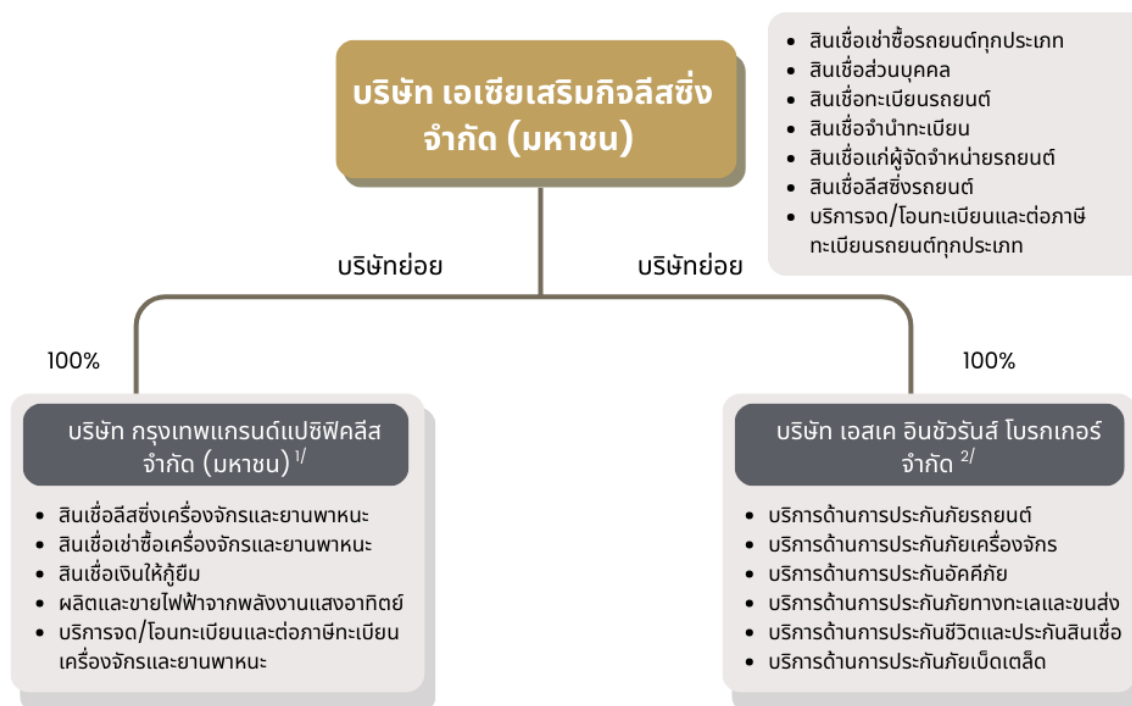 บริษัท เอเซียเสริมกิจลีสซิ่ง
จำกัด (มหาชน)
• สินเชื่อเช่าซื้อรถยนต์ทุกประเภท
• สินเชื่อส่วนบุคคล
• สินเชื่อทะเบียนรถยนต์
• สินเชื่อจำนำทะเบียน
• สินเชื่อแก่ผู้จัดจำหน่ายรถยนต์
• สินเชื่อลีสซิ่งรถยนต์
• บริการจด/โอนทะเบียนและต่อภาษี
ทะเบียนรถยนต์ทุกประเภท
บริษัทย่อย
บริษัทย่อย
100%
100%
บริษัท กรุงเทพแกรนด์แปซิฟิคลีส
จำกัด (มหาชน) 1/
• สินเชื่อลีสซิ่งเครื่องจักรและยานพาหนะ
• สินเชื่อเช่าซื้อเครื่องจักรและยานพาหนะ
• สินเชื่อเงินให้กู้ยืม
• ผลิตและขายไฟฟ้าจากพลังงานแสงอาทิตย์
• บริการจด/โอนทะเบียนและต่อภาษีทะเบียน
เครื่องจักรและยานพาหนะ
บริษัท เอสเค อินชัวรันส์ โบรกเกอร์
จำกัด 2/
• บริการด้านการประกันภัยรถยนต์
• บริการด้านการประกันภัยเครื่องจักร
• บริการด้านการประกันอัคคีภัย
• บริการด้านการประกันภัยทางทะเลและขนส่ง
• บริการด้านการประกันชีวิตและประกันสินเชื่อ
• บริการด้านการประกันภัยเบ็ดเตล็ด